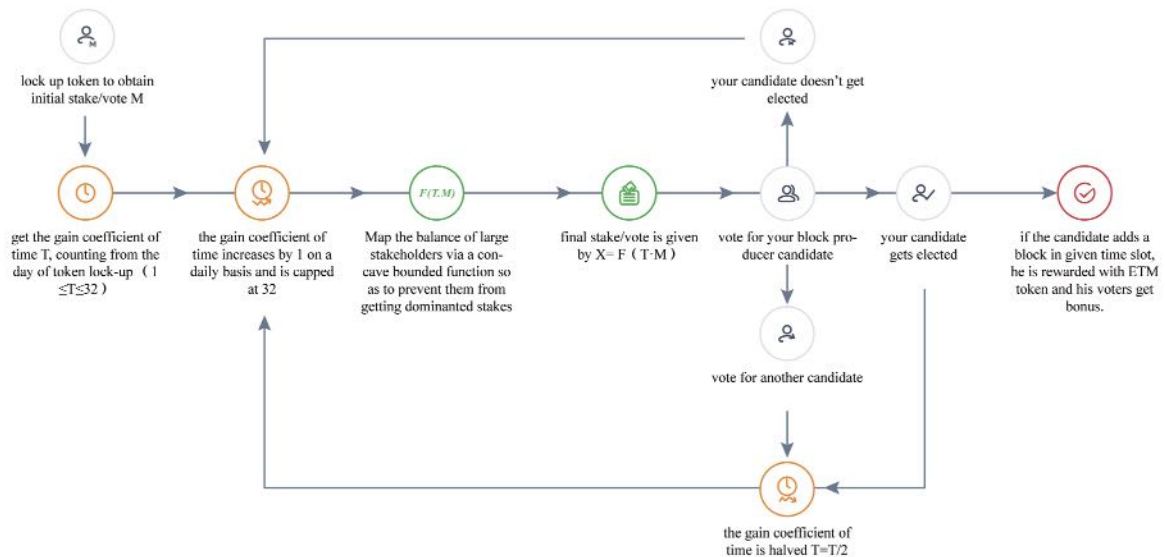 M
lock up token to obtain
initial stake/vote M
your candidate doesn't get
elected
F(T.M)
get the gain coefficient of
time T, counting from the
day of token lock-up （1
≤T≤32）
the gain coefficient of
time increases by 1 on a
daily basis and is capped
at 32
Map the balance of large
stakeholders via a con-
cave bounded function so
as to prevent them from
getting dominanted stakes
final stake/vote is given
by X= F（T·M）
vote for your block pro-
ducer candidate
your candidate
gets elected
if the candidate adds a
block in given time slot,
he is rewarded with ETM
token and his voters get
bonus.
vote for another candidate
the gain coefficient of
time is halved T=T/2